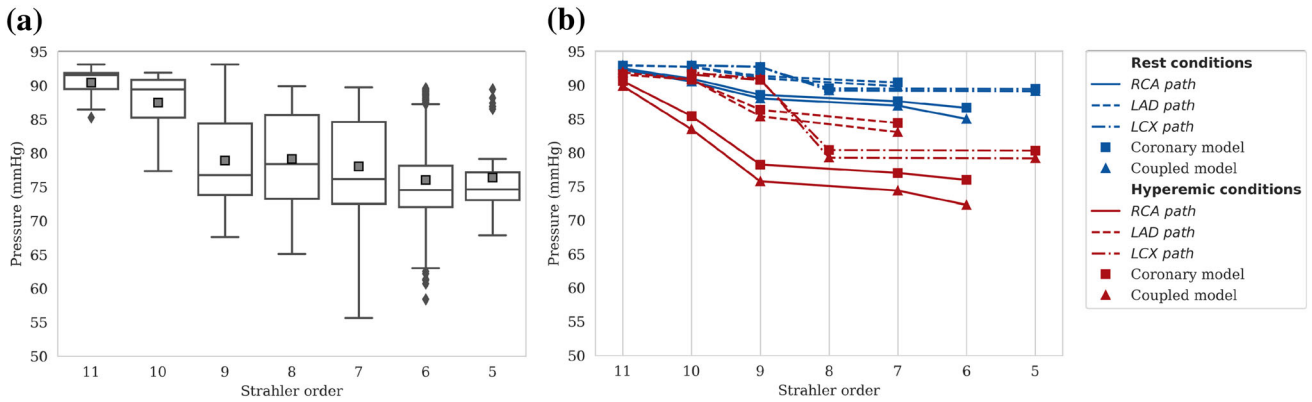 (a)
Pressure (mmHg)
95
90
85
80
75
70
65
60
55
50
11 10 9 8 7 6 5
Strahler order
(b)
Pressure (mmHg)
95
90
85
80
75
70
65
60
55
50
11 10 9 8 7 6 5
Strahler order
Rest conditions
RCA path
LAD path
LCX path
Coronary model
Coupled model
Hyperemic conditions
RCA path
LAD path
LCX path
Coronary model
Coupled model